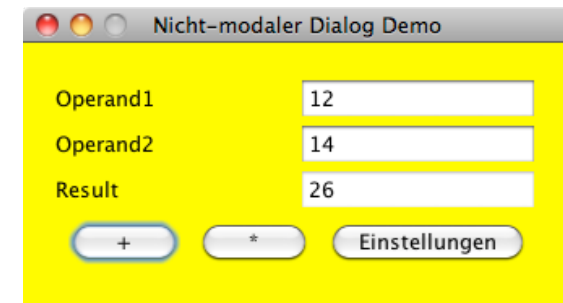 Nicht-modaler Dialog Demo
Operand1 12
Operand2 14
Result 26
+ * Einstellungen